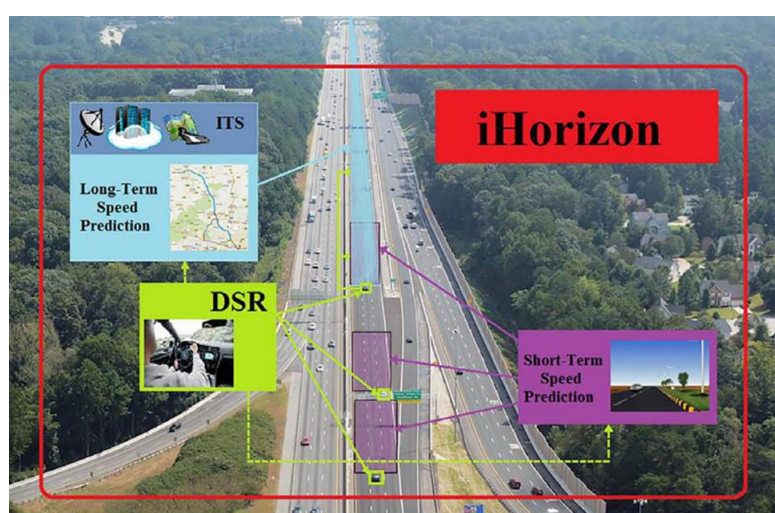 iHorizon
ITS
Long-Term
Speed
Prediction
DSR
Short-Term
Speed
Prediction